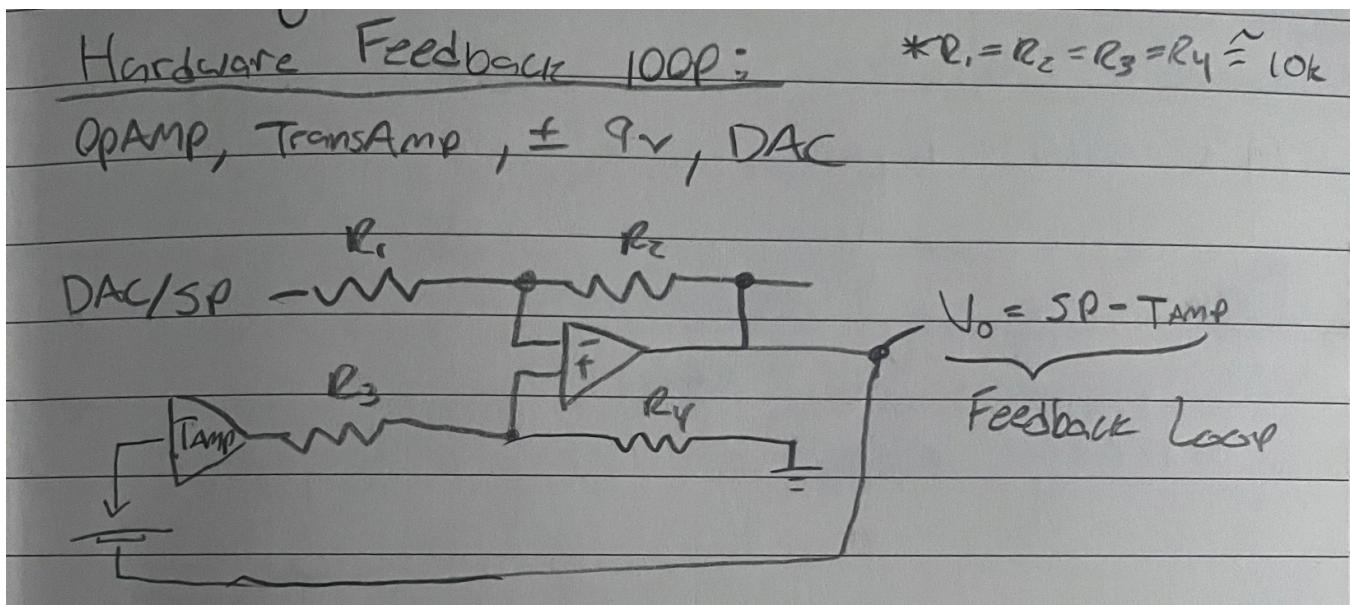 Hardware Feedback loop:
*R1 = R2 = R3 = R4 ≅ 10k
OpAMP, TransAmp, ± 9v, DAC
R1 R2
DAC/SP
Vo = SP - TAMP
- +
R3 R4
TAMP
Feedback Loop